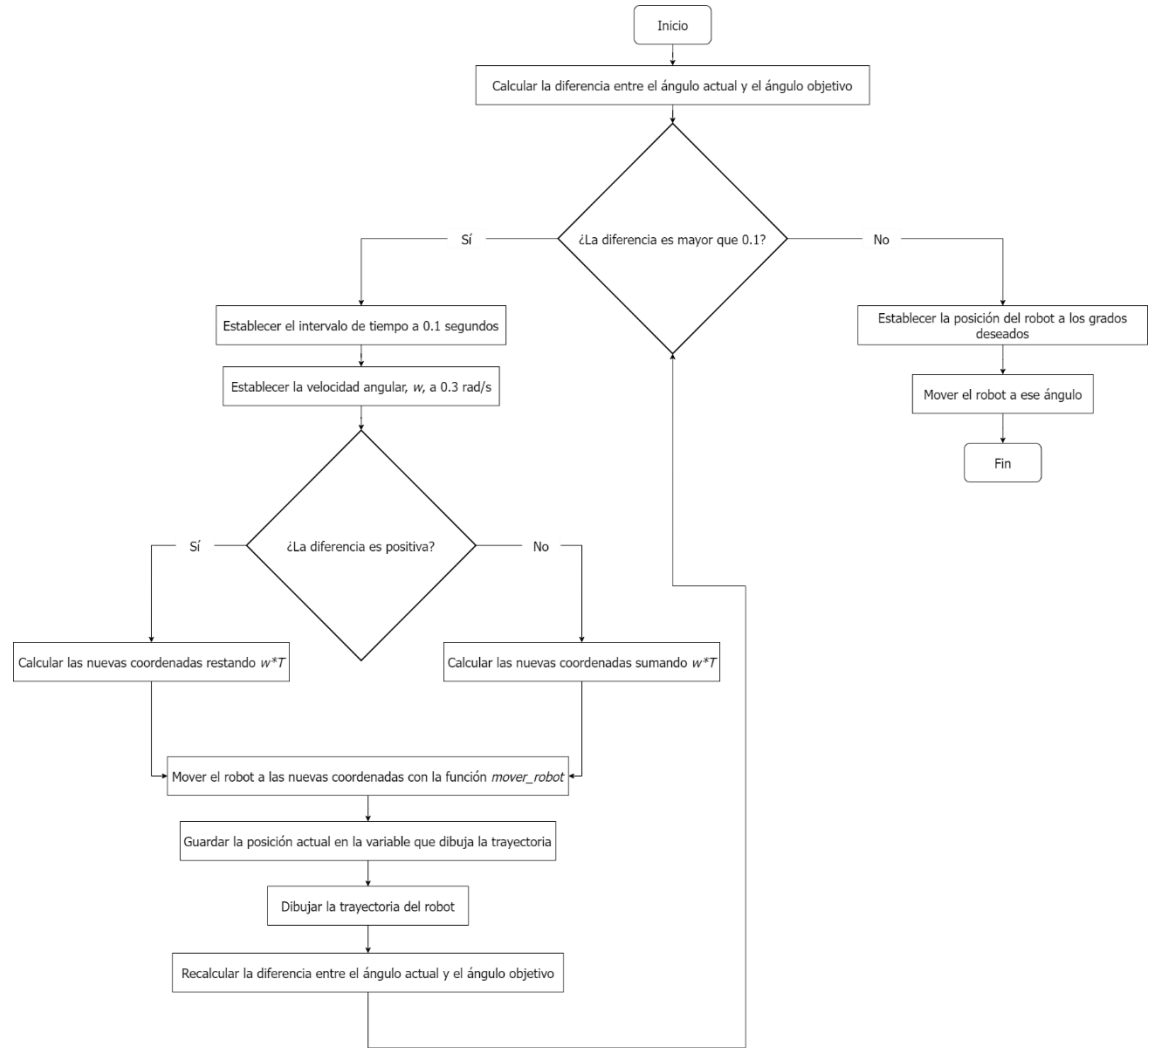 Inicio
Calcular la diferencia entre el ángulo actual y el ángulo objetivo
¿La diferencia es mayor que 0.1?
Sí
No
Establecer el intervalo de tiempo a 0.1 segundos
Establecer la velocidad angular, w, a 0.3 rad/s
¿La diferencia es positiva?
Sí
No
Calcular las nuevas coordenadas restando w*T
Calcular las nuevas coordenadas sumando w*T
Mover el robot a las nuevas coordenadas con la función mover_robot
Guardar la posición actual en la variable que dibuja la trayectoria
Dibujar la trayectoria del robot
Recalcular la diferencia entre el ángulo actual y el ángulo objetivo
Establecer la posición del robot a los grados
deseados
Mover el robot a ese ángulo
Fin